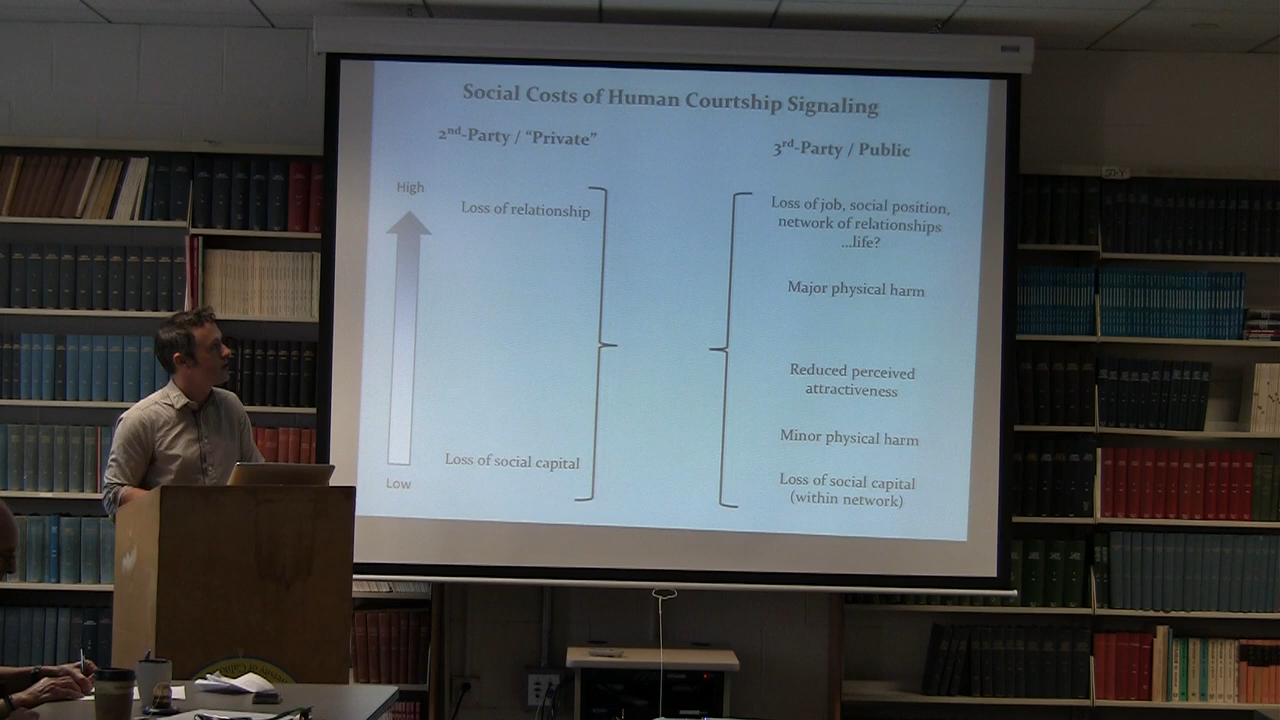 Social Costs of Human Courtship Signaling
2nd-Party / “Private”
3rd-Party / Public
High
Loss of relationship
Loss of social capital
Low
Loss of job, social position,
network of relationships
...life?
Major physical harm
Reduced perceived
attractiveness
Minor physical harm
Loss of social capital
(within network)